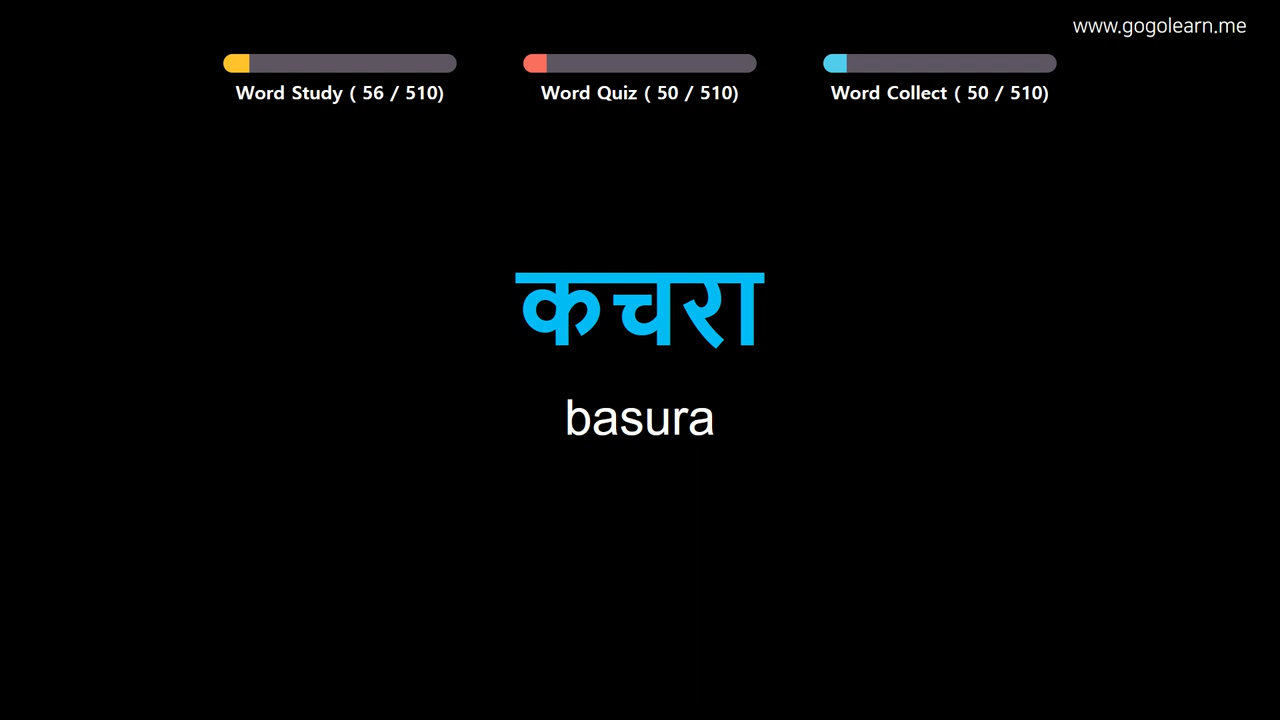 www.gogolearn.me
Word Study ( 56 / 510)
Word Quiz ( 50 / 510)
Word Collect ( 50 / 510)
कचरा
basura